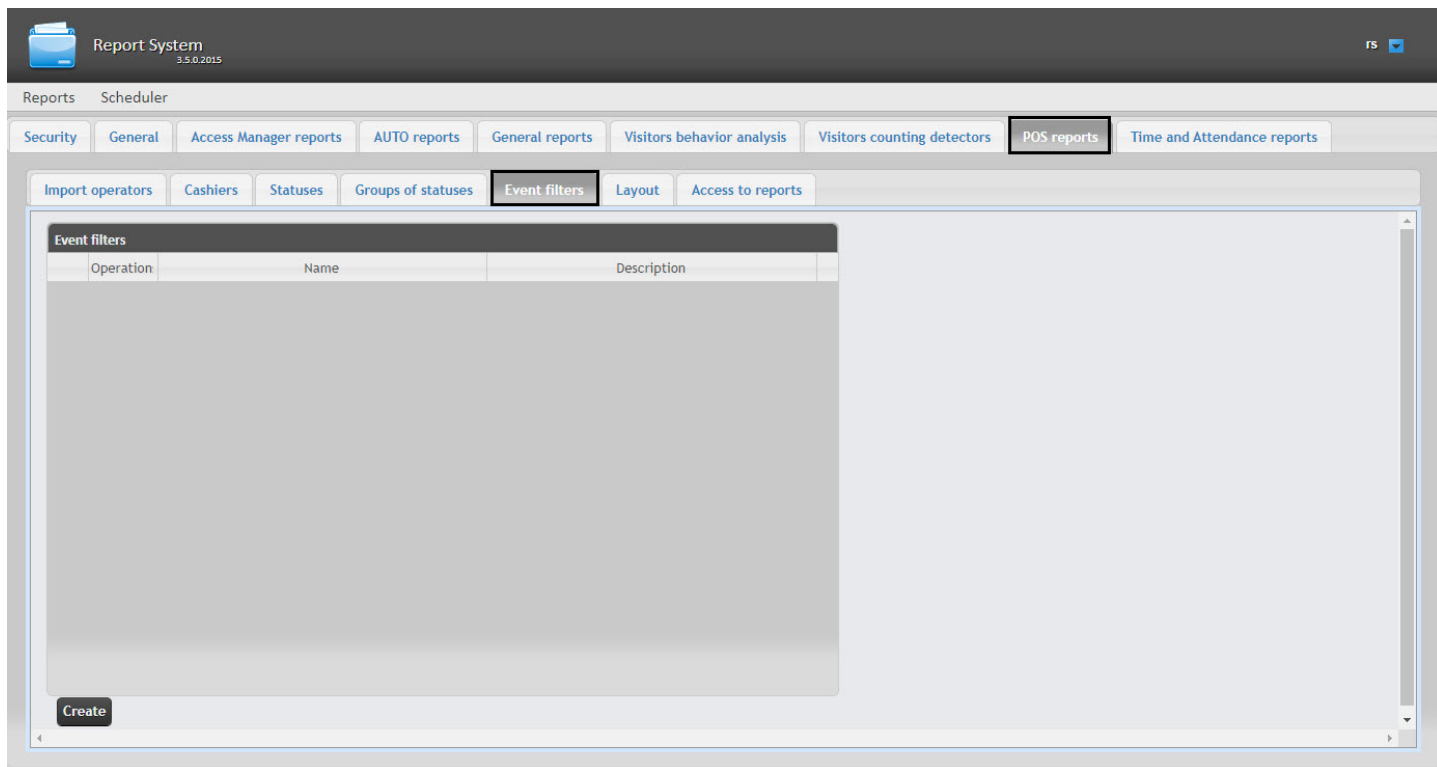 Report System
3.5.0.2015
rs
Reports Scheduler
Security General Access Manager reports AUTO reports General reports Visitors behavior analysis Visitors counting detectors POS reports Time and Attendance reports
Import operators Cashiers Statuses Groups of statuses Event filters Layout Access to reports
Event filters
Operation Name Description
Create